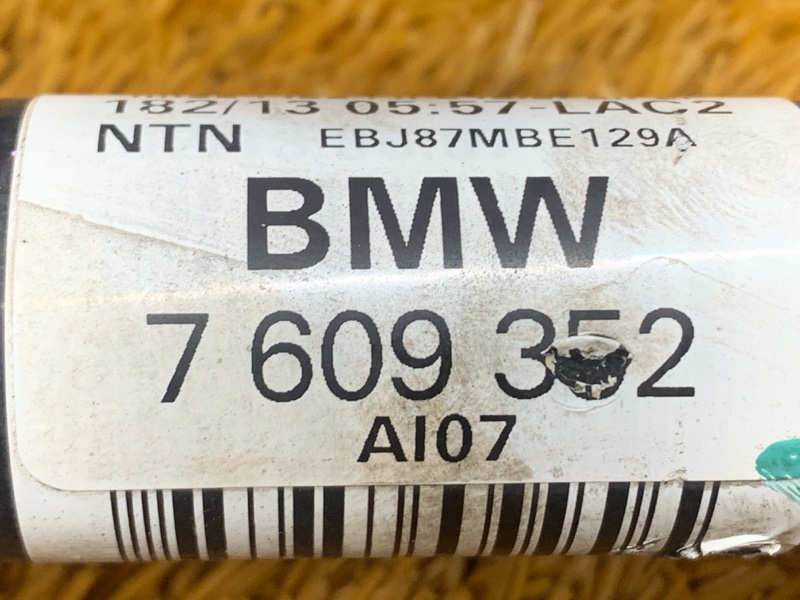 182/13 05:57-LAC2
NTN EBJ87MBE129A
BMW
7 609 352
AI07